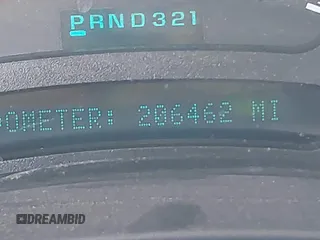 PRND321
OMETER: 206462 MI
DREAMBID